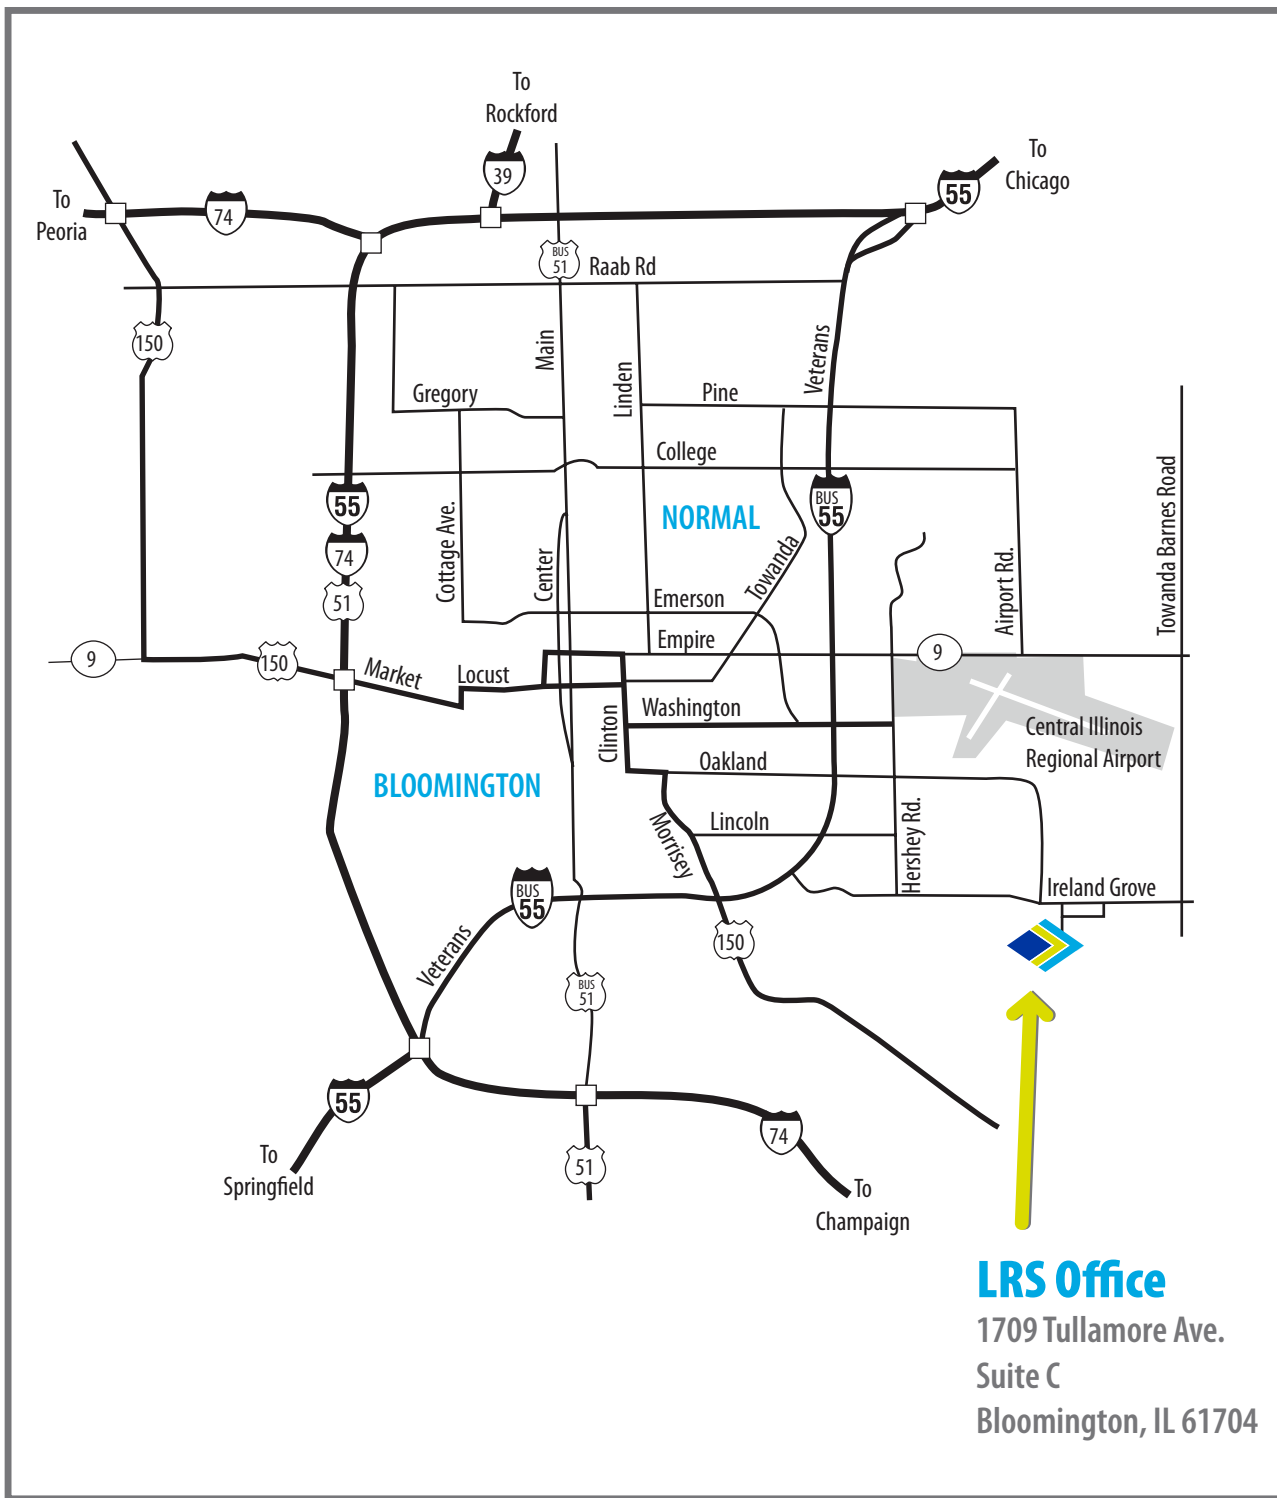 To
Rockford
39
To
Chicago
55
To
Peoria
74
BUS
51
Raab Rd
150
Main
Linden
Veterans
Gregory
Pine
College
Towanda Barnes Road
55
BUS
55
NORMAL
74
Cottage Ave.
Center
Towanda
Airport Rd.
51
Emerson
Empire
9
9
150
Market
Locust
Washington
Clinton
Central Illinois
Regional Airport
Oakland
BLOOMINGTON
Morrisey
Lincoln
Hershey Rd.
Ireland Grove
BUS
55
Veterans
150
BUS
51
55
74
51
To
Springfield
To
Champaign
LRS Office
1709 Tullamore Ave.
Suite C
Bloomington, IL 61704